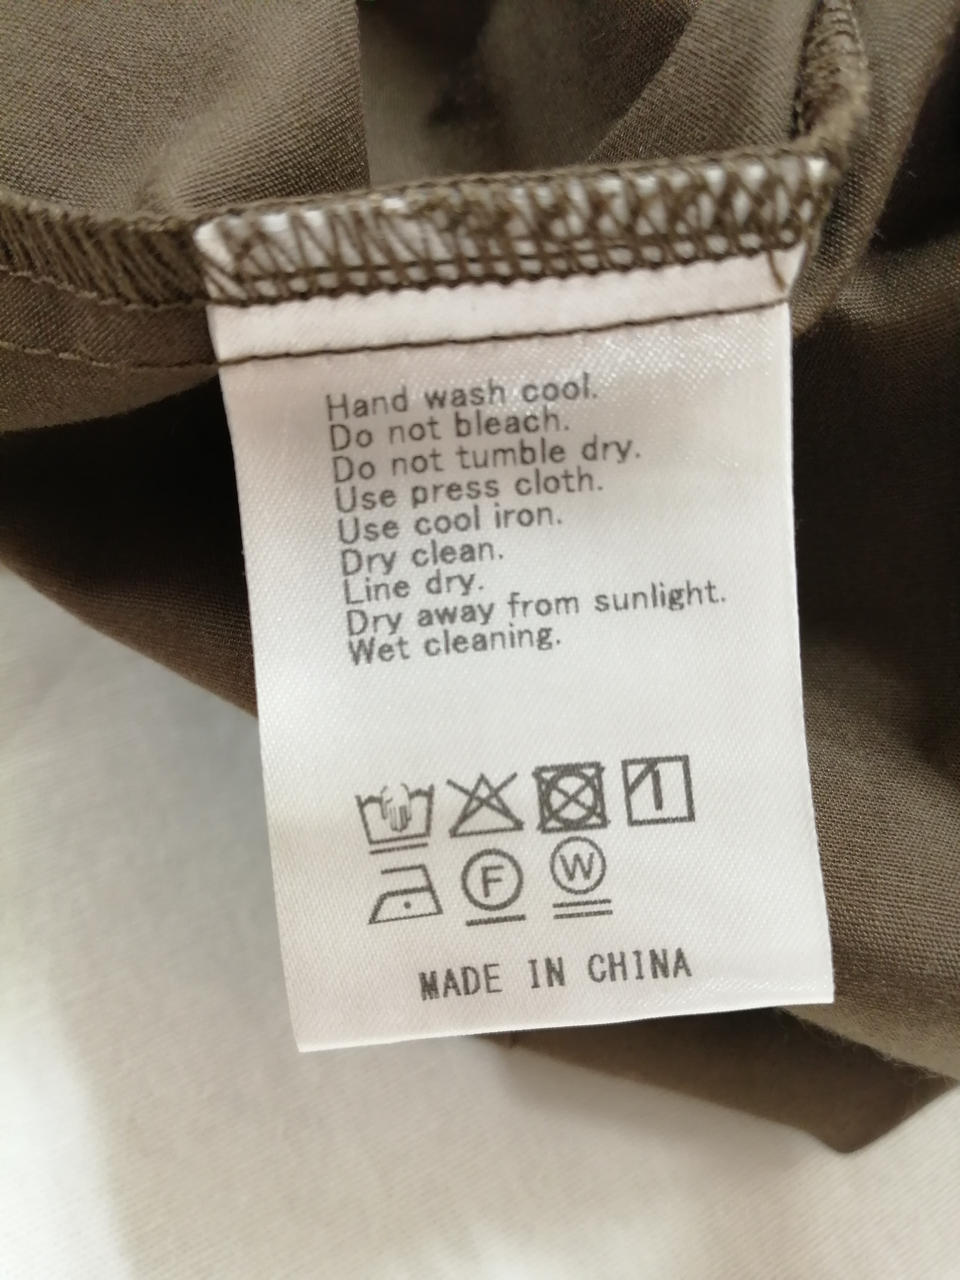 Hand wash cool.
Do not bleach.
Do not tumble dry.
Use press cloth.
Use cool iron.
Dry clean.
Line dry.
Dry away from sunlight.
Wet cleaning.
F
W
MADE IN CHINA